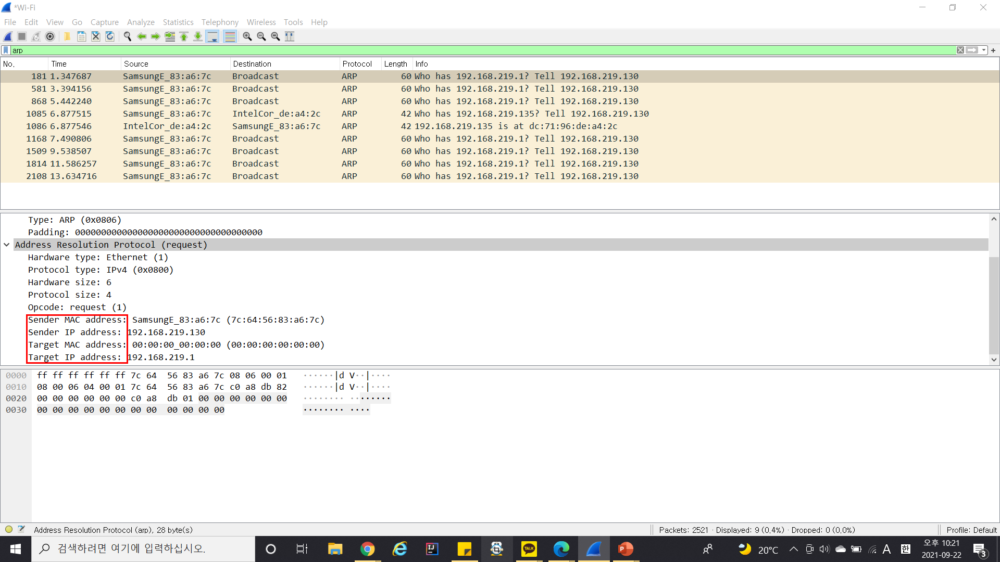 *Wi-Fi
File Edit View Go Capture Analyze Statistics Telephony Wireless Tools Help
arp
No. Time Source Destination Protocol Length Info
181 1.347687 SamsungE_83:a6:7c Broadcast ARP 60 Who has 192.168.219.1? Tell 192.168.219.130
581 3.394156 SamsungE_83:a6:7c Broadcast ARP 60 Who has 192.168.219.1? Tell 192.168.219.130
868 5.442240 SamsungE_83:a6:7c Broadcast ARP 60 Who has 192.168.219.1? Tell 192.168.219.130
1085 6.877515 SamsungE_83:a6:7c IntelCor_de:a4:2c ARP 42 Who has 192.168.219.135? Tell 192.168.219.130
1086 6.877546 IntelCor_de:a4:2c SamsungE_83:a6:7c ARP 42 192.168.219.135 is at dc:71:96:de:a4:2c
1168 7.490806 SamsungE_83:a6:7c Broadcast ARP 60 Who has 192.168.219.1? Tell 192.168.219.130
1509 9.538507 SamsungE_83:a6:7c Broadcast ARP 60 Who has 192.168.219.1? Tell 192.168.219.130
1814 11.586257 SamsungE_83:a6:7c Broadcast ARP 60 Who has 192.168.219.1? Tell 192.168.219.130
2108 13.634716 SamsungE_83:a6:7c Broadcast ARP 60 Who has 192.168.219.1? Tell 192.168.219.130
Type: ARP (0x0806)
Padding: 000000000000000000000000000000000000
Address Resolution Protocol (request)
Hardware type: Ethernet (1)
Protocol type: IPv4 (0x0800)
Hardware size: 6
Protocol size: 4
Opcode: request (1)
Sender MAC address: SamsungE_83:a6:7c (7c:64:56:83:a6:7c)
Sender IP address: 192.168.219.130
Target MAC address: 00:00:00_00:00:00 (00:00:00:00:00:00)
Target IP address: 192.168.219.1
0000 ff ff ff ff ff ff 7c 64 56 83 a6 7c 08 06 00 01 ······|d V··|····
0010 08 00 06 04 00 01 7c 64 56 83 a6 7c c0 a8 db 82 ······|d V··|····
0020 00 00 00 00 00 00 c0 a8 db 01 00 00 00 00 00 00 ········ ········
0030 00 00 00 00 00 00 00 00 00 00 00 00 ········ ····
Address Resolution Protocol (arp), 28 byte(s)
Packets: 2521 · Displayed: 9 (0.4%) · Dropped: 0 (0.0%)
Profile: Default
검색하려면 여기에 입력하십시오.
IJ
TALK
P
20°C
A
한
오후 10:21
2021-09-22
3